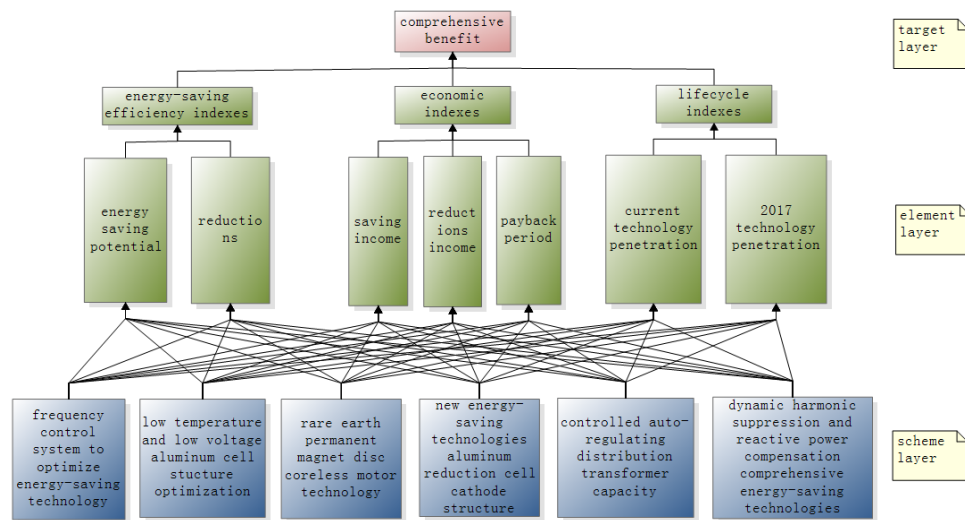 comprehensive
benefit
target
layer
energy-saving
efficiency indexes
economic
indexes
lifecycle
indexes
energy
saving
potential
reductio
ns
saving
income
reduct
ions
income
payback
period
current
technology
penetration
2017
technology
penetration
element
layer
frequency
control
system to
optimize
energy-saving
technology
low temperature
and low voltage
aluminum cell
stucture
optimization
rare earth
permanent
magnet disc
coreless motor
technology
new energy-
saving
technologies
aluminum
reduction cell
cathode
structure
controlled auto-
regulating
distribution
transformer
capacity
dynamic harmonic
suppression and
reactive power
compensation
comprehensive
energy-saving
technologies
scheme
layer